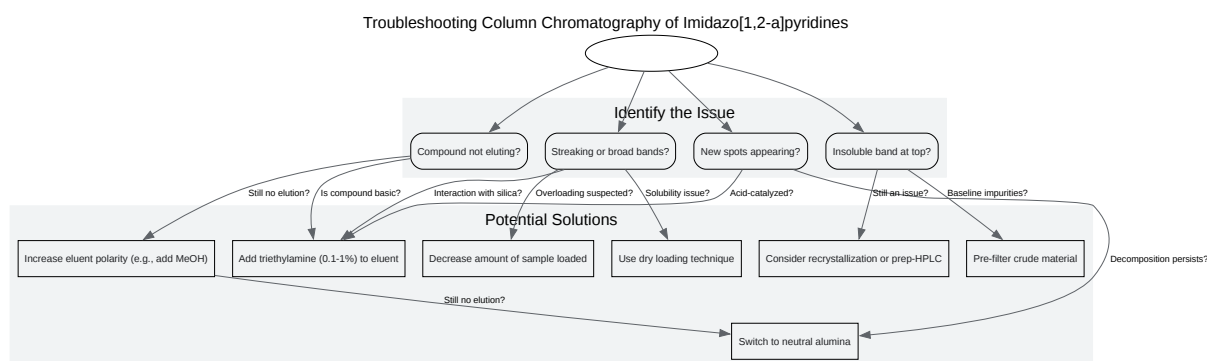 Troubleshooting Column Chromatography of Imidazo[1,2-a]pyridines
Identify the Issue
Compound not eluting?
Streaking or broad bands?
New spots appearing?
Insoluble band at top?
Still no elution?
Is compound basic?
Interaction with silica?
Overloading suspected?
Solubility issue?
Acid-catalyzed?
Still an issue?
Baseline impurities?
Potential Solutions
Increase eluent polarity (e.g., add MeOH)
Add triethylamine (0.1-1%) to eluent
Decrease amount of sample loaded
Use dry loading technique
Consider recrystallization or prep-HPLC
Pre-filter crude material
Decomposition persists?
Still no elution?
Switch to neutral alumina